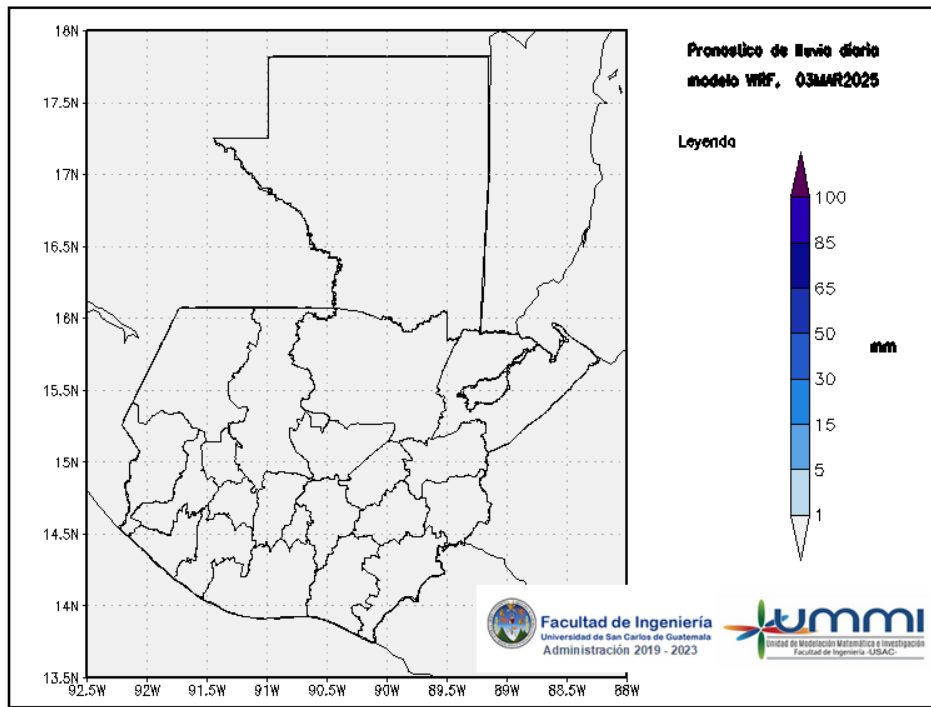 Pronostico de lluvia diaria
modelo WRF, 03MAR2025
Leyenda
100
85
65
50
30
15
5
1
mm
18N
17.5N
17N
16.5N
16N
15.5N
15N
14.5N
14N
13.5N
92.5W 92W 91.5W 91W 90.5W 90W 89.5W 89W 88.5W 88W
Facultad de Ingeniería
Universidad de San Carlos de Guatemala
Administración 2019 - 2023
UMMI
Unidad de Modelación Matemática e Investigación
Facultad de Ingeniería -USAC-